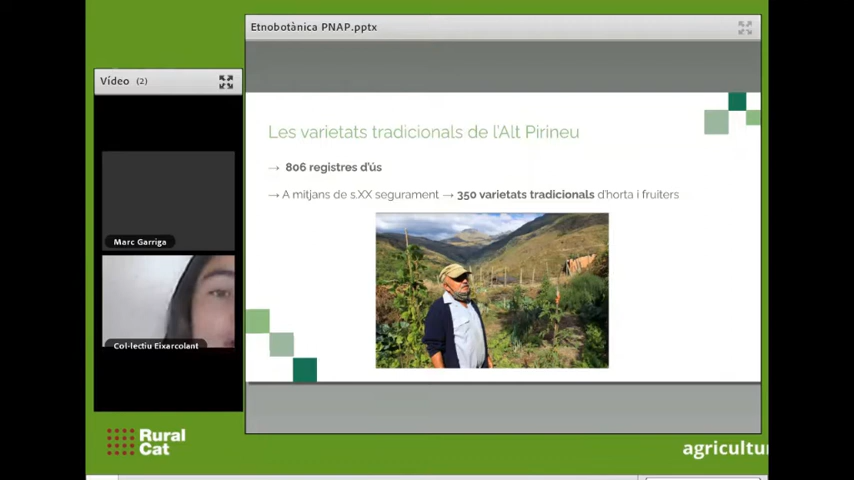 Etnobotànica PNAP.pptx
Vídeo (2)
Les varietats tradicionals de l'Alt Pirineu
→ 806 registres d'ús
→ A mitjans de s.XX segurament → 350 varietats tradicionals d'horta i fruiters
Marc Garriga
Col·lectiu Eixarcolant
Rural
Cat
agricultur